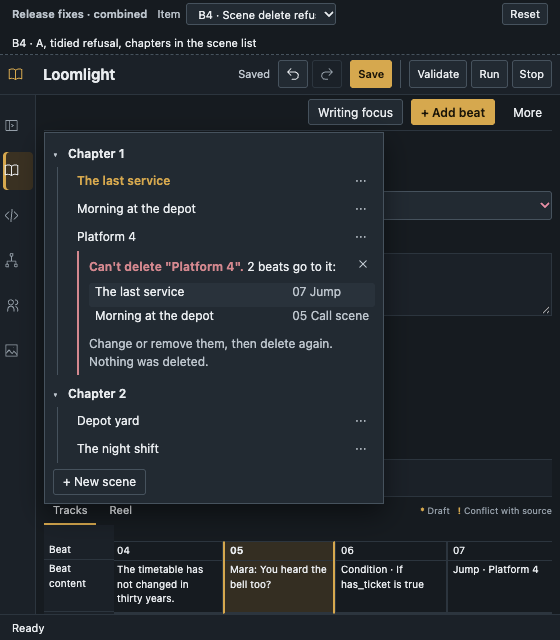 Release fixes · combined Item B4 · Scene delete refu Reset
B4 · A, tidied refusal, chapters in the scene list
Loomlight Saved Save Validate Run Stop
Writing focus + Add beat More
Chapter 1
The last service ...
Morning at the depot ...
Platform 4 ...
Can't delete "Platform 4". 2 beats go to it: ×
The last service 07 Jump
Morning at the depot 05 Call scene
Change or remove them, then delete again.
Nothing was deleted.
Chapter 2
Depot yard ...
The night shift ...
+ New scene
Tracks Reel * Draft ! Conflict with source
Beat 04 05 06 07
Beat content The timetable has not changed in thirty years. Mara: You heard the bell too? Condition · If has_ticket is true Jump · Platform 4
Ready